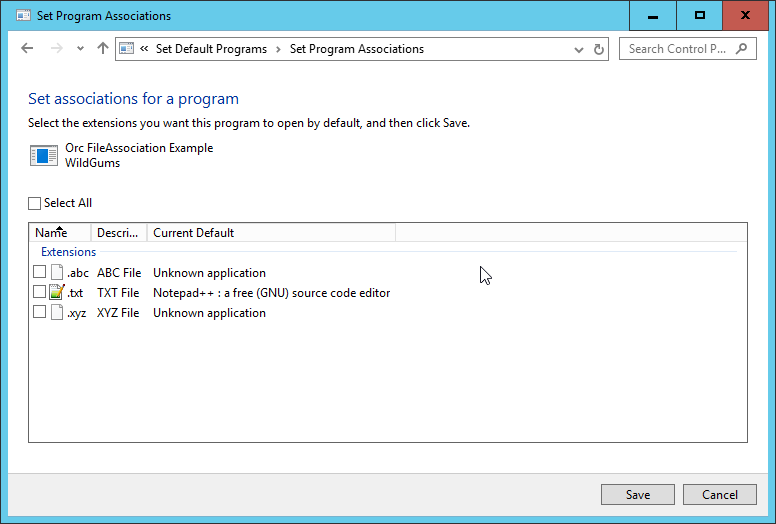 Set Program Associations
« Set Default Programs > Set Program Associations
Search Control P...
Set associations for a program
Select the extensions you want this program to open by default, and then click Save.
Orc FileAssociation Example
WildGums
Select All
Name Descri... Current Default
Extensions
.abc ABC File Unknown application
.txt TXT File Notepad++ : a free (GNU) source code editor
.xyz XYZ File Unknown application
Save Cancel